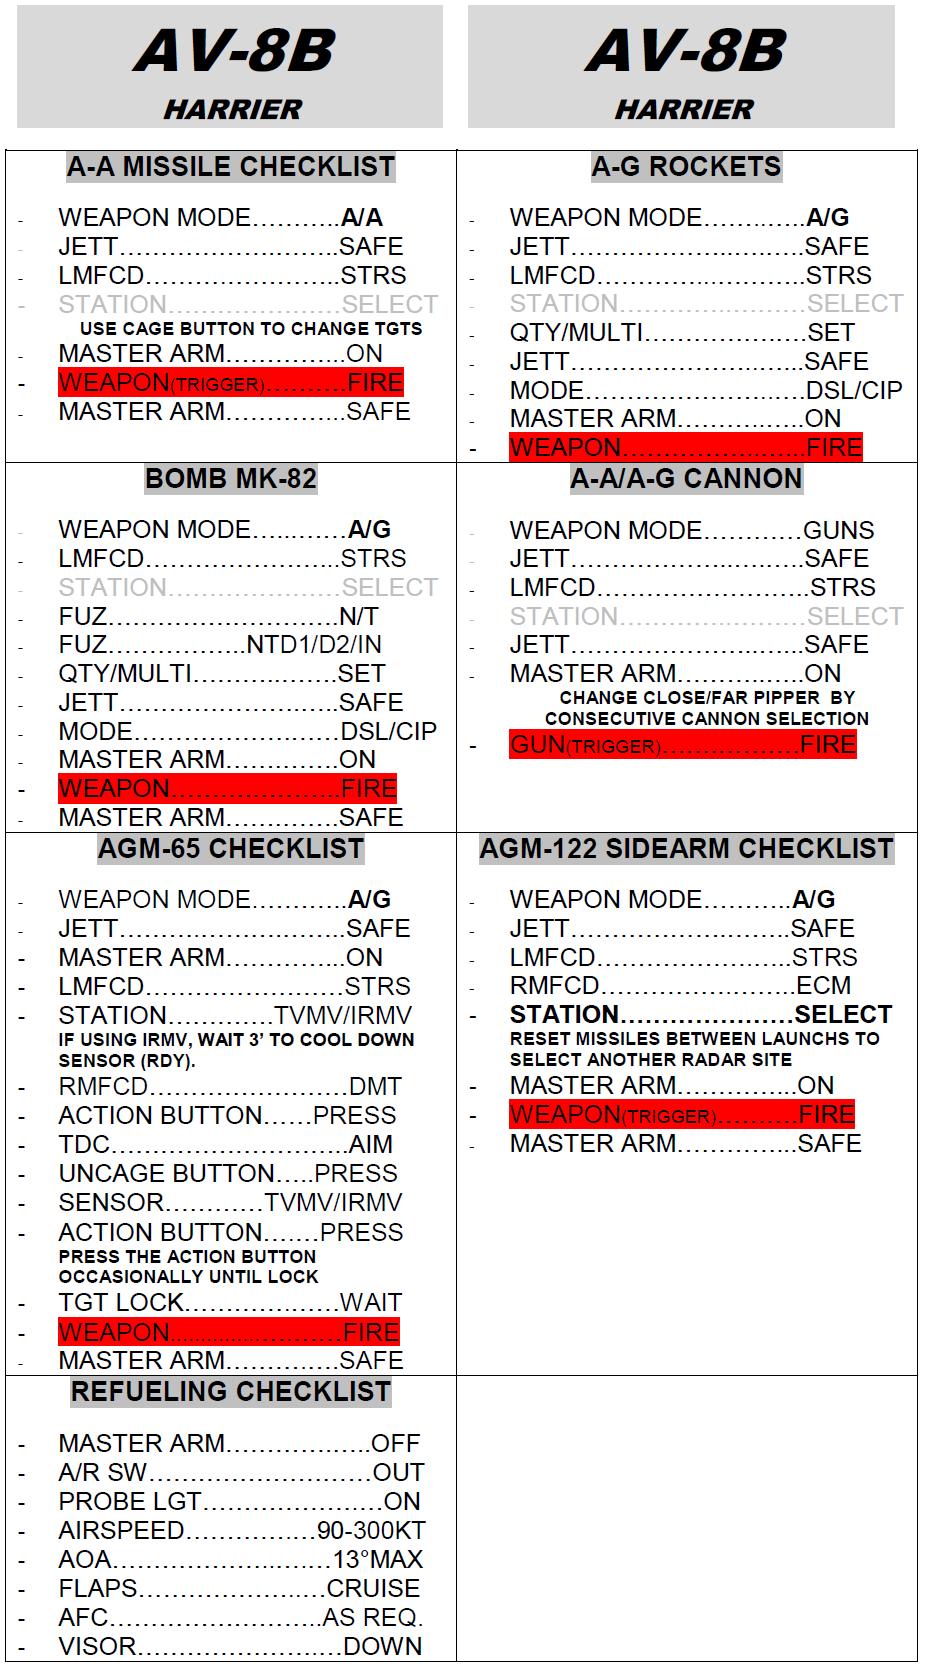 AV-8B
HARRIER
AV-8B
HARRIER
A-A MISSILE CHECKLIST
- WEAPON MODE...........A/A
- JETT...........................SAFE
- LMFCD.......................STRS
- STATION.....................SELECT
USE CAGE BUTTON TO CHANGE TGTS
- MASTER ARM..............ON
- WEAPON(TRIGGER)..........FIRE
- MASTER ARM..............SAFE
A-G ROCKETS
- WEAPON MODE.............A/G
- JETT............................SAFE
- LMFCD.........................STRS
- STATION.......................SELECT
- QTY/MULTI....................SET
- JETT............................SAFE
- MODE...........................DSL/CIP
- MASTER ARM...............ON
- WEAPON.......................FIRE
BOMB MK-82
- WEAPON MODE............A/G
- LMFCD........................STRS
- STATION.....................SELECT
- FUZ............................N/T
- FUZ.................NTD1/D2/IN
- QTY/MULTI..................SET
- JETT...........................SAFE
- MODE.........................DSL/CIP
- MASTER ARM..............ON
- WEAPON.....................FIRE
- MASTER ARM..............SAFE
A-A/A-G CANNON
- WEAPON MODE............GUNS
- JETT............................SAFE
- LMFCD..........................STRS
- STATION.......................SELECT
- JETT............................SAFE
- MASTER ARM...............ON
CHANGE CLOSE/FAR PIPPER BY
CONSECUTIVE CANNON SELECTION
- GUN(TRIGGER).................FIRE
AGM-65 CHECKLIST
- WEAPON MODE............A/G
- JETT............................SAFE
- MASTER ARM..............ON
- LMFCD........................STRS
- STATION.............TVMV/IRMV
IF USING IRMV, WAIT 3’ TO COOL DOWN
SENSOR (RDY).
- RMFCD........................DMT
- ACTION BUTTON......PRESS
- TDC.............................AIM
- UNCAGE BUTTON.....PRESS
- SENSOR............TVMV/IRMV
- ACTION BUTTON.......PRESS
PRESS THE ACTION BUTTON
OCCASIONALLY UNTIL LOCK
- TGT LOCK...................WAIT
- WEAPON.....................FIRE
- MASTER ARM..............SAFE
AGM-122 SIDEARM CHECKLIST
- WEAPON MODE...........A/G
- JETT...........................SAFE
- LMFCD.......................STRS
- RMFCD.......................ECM
- STATION.....................SELECT
RESET MISSILES BETWEEN LAUNCHS TO
SELECT ANOTHER RADAR SITE
- MASTER ARM..............ON
- WEAPON(TRIGGER)..........FIRE
- MASTER ARM..............SAFE
REFUELING CHECKLIST
- MASTER ARM.................OFF
- A/R SW...........................OUT
- PROBE LGT.....................ON
- AIRSPEED...............90-300KT
- AOA..........................13°MAX
- FLAPS.......................CRUISE
- AFC..........................AS REQ.
- VISOR.........................DOWN